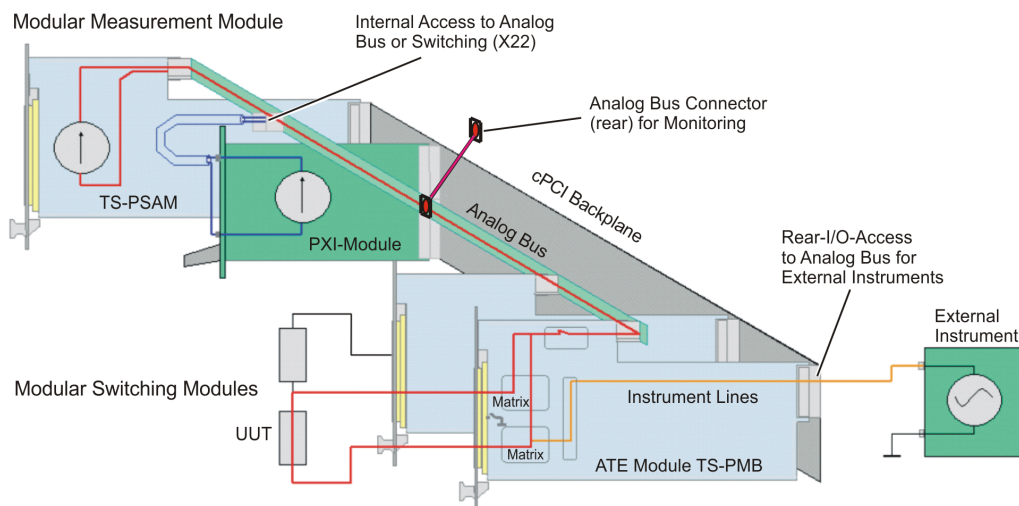 Modular Measurement Module
Internal Access to Analog
Bus or Switching (X22)
Analog Bus Connector
(rear) for Monitoring
cPCI Backplane
TS-PSAM
PXI-Module
Analog Bus
Rear-I/O-Access
to Analog Bus for
External Instruments
External
Instrument
Modular Switching Modules
UUT
Matrix
Matrix
Instrument Lines
ATE Module TS-PMB